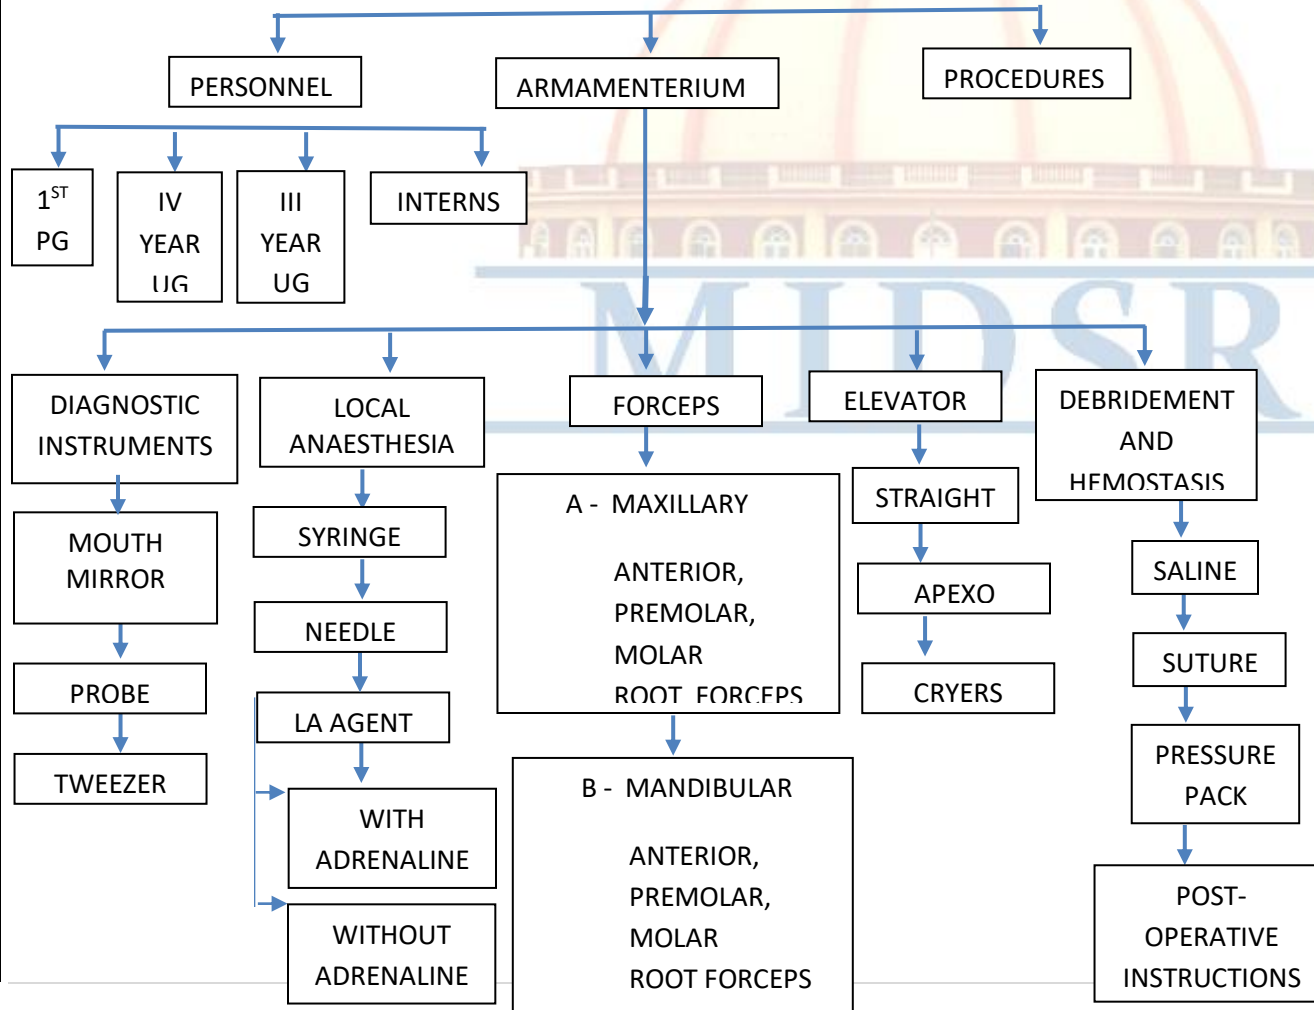 PERSONNEL
ARMAMENTERIUM
PROCEDURES
1ST
PG
IV
YEAR
UG
III
YEAR
UG
INTERNS
MIDSR
DIAGNOSTIC
INSTRUMENTS
MOUTH
MIRROR
PROBE
TWEEZER
LOCAL
ANAESTHESIA
SYRINGE
NEEDLE
LA AGENT
WITH
ADRENALINE
WITHOUT
ADRENALINE
FORCEPS
A - MAXILLARY
ANTERIOR,
PREMOLAR,
MOLAR
ROOT FORCEPS
B - MANDIBULAR
ANTERIOR,
PREMOLAR,
MOLAR
ROOT FORCEPS
ELEVATOR
STRAIGHT
APEXO
CRYERS
DEBRIDEMENT
AND
HEMOSTASIS
SALINE
SUTURE
PRESSURE
PACK
POST-
OPERATIVE
INSTRUCTIONS